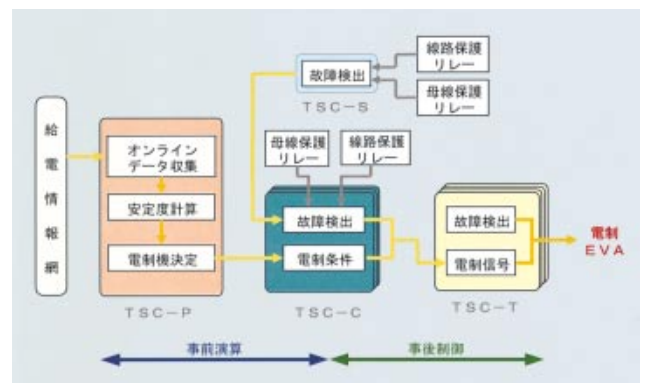 線路保護
リレー
故障検出
母線保護
リレー
TSC-S
給電情報網
母線保護
リレー
線路保護
リレー
オンライン
データ収集
安定度計算
電制機決定
故障検出
電制条件
故障検出
電制信号
電制
EVA
TSC-P
TSC-C
TSC-T
事前演算
事後制御